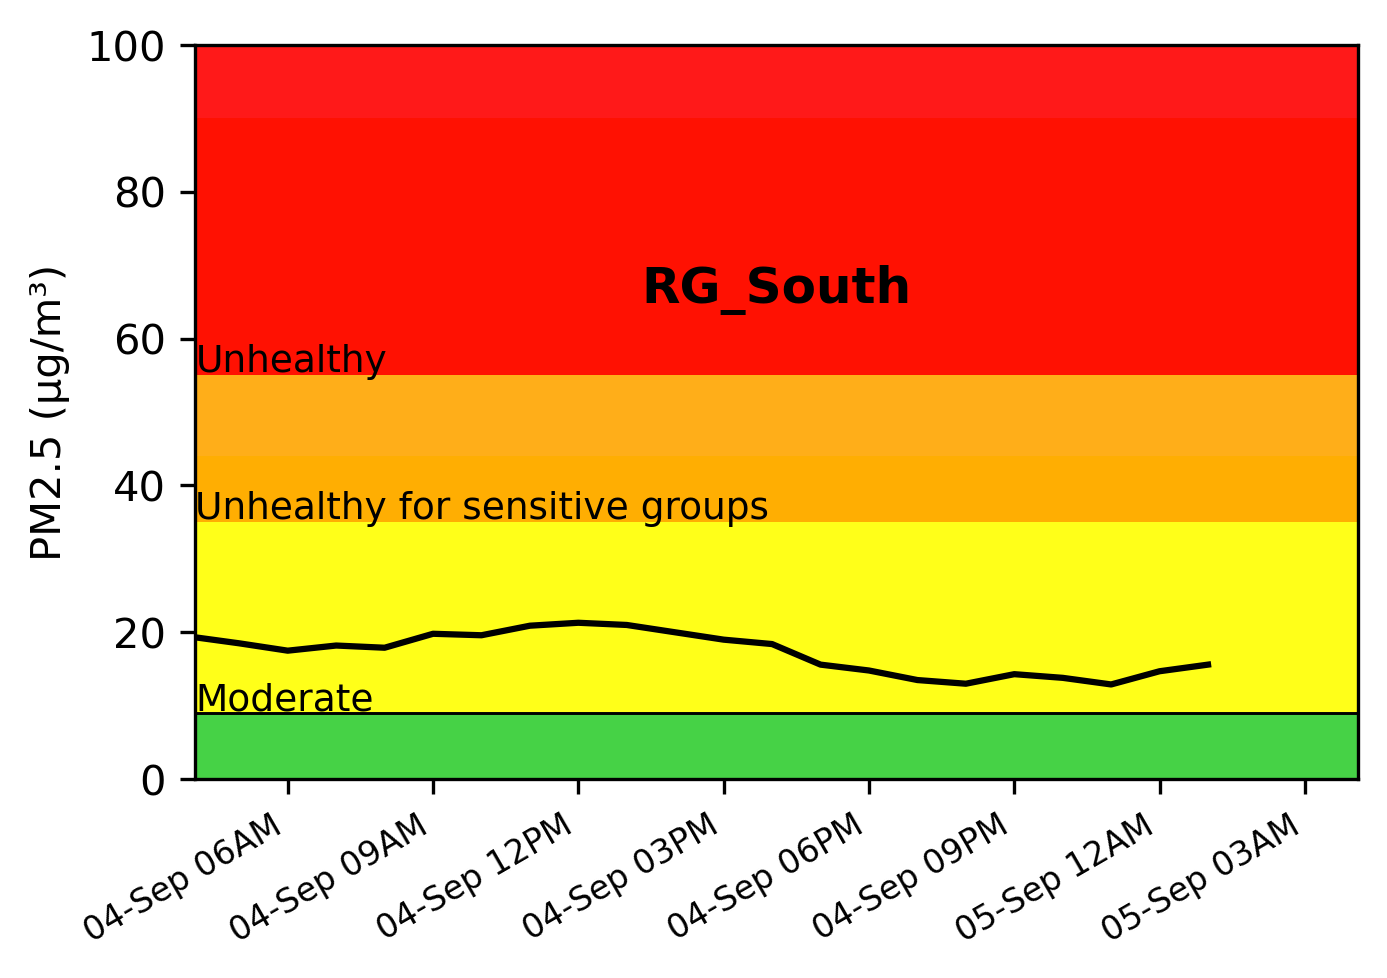 100
80
60
40
20
0
PM2.5 (µg/m³)
RG_South
Unhealthy
Unhealthy for sensitive groups
Moderate
04-Sep 06AM
04-Sep 09AM
04-Sep 12PM
04-Sep 03PM
04-Sep 06PM
04-Sep 09PM
05-Sep 12AM
05-Sep 03AM